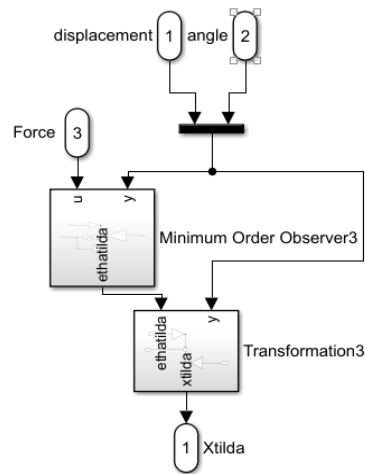 displacement 1 angle 2
Force 3
u y
ethatilda
Minimum Order Observer3
ethatilda y
xtilda
Transformation3
1 Xtilda